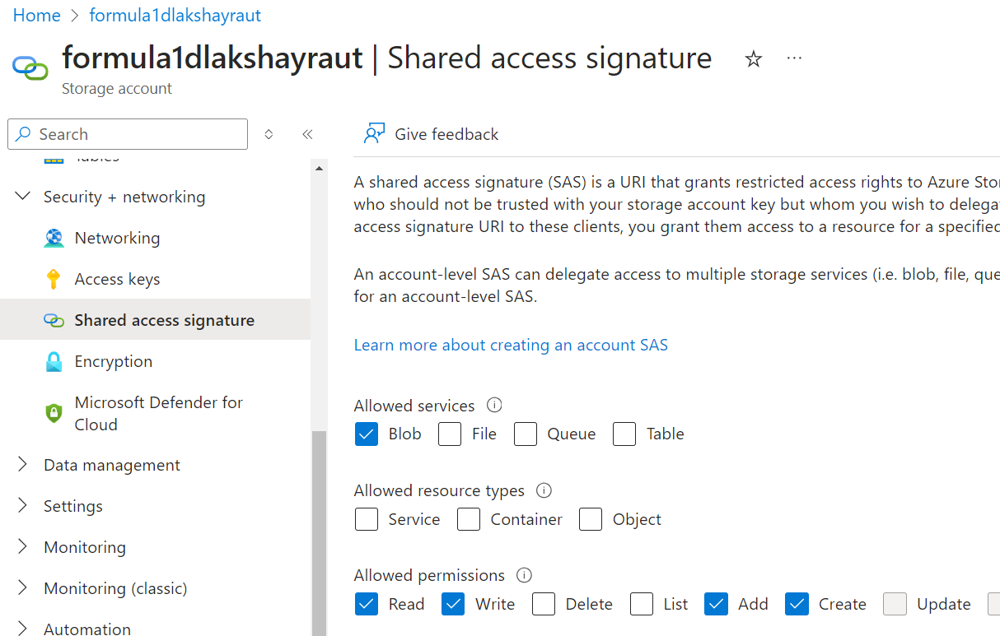 Home > formula1dlakshayraut
formula1dlakshayraut | Shared access signature
Storage account
Search
Tables
Security + networking
Networking
Access keys
Shared access signature
Encryption
Microsoft Defender for
Cloud
Data management
Settings
Monitoring
Monitoring (classic)
Automation
Give feedback
A shared access signature (SAS) is a URI that grants restricted access rights to Azure Stor
who should not be trusted with your storage account key but whom you wish to delega
access signature URI to these clients, you grant them access to a resource for a specified
An account-level SAS can delegate access to multiple storage services (i.e. blob, file, que
for an account-level SAS.
Learn more about creating an account SAS
Allowed services
Blob File Queue Table
Allowed resource types
Service Container Object
Allowed permissions
Read Write Delete List Add Create Update